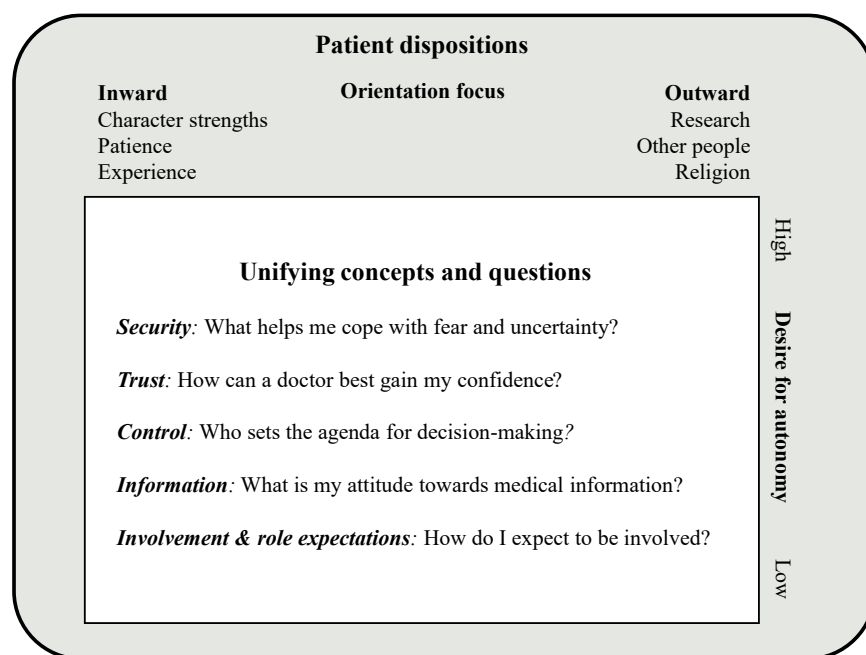 Patient dispositions
Inward
Orientation focus
Outward
Character strengths
Research
Patience
Other people
Experience
Religion
High
Unifying concepts and questions
Security: What helps me cope with fear and uncertainty?
Trust: How can a doctor best gain my confidence?
Control: Who sets the agenda for decision-making?
Information: What is my attitude towards medical information?
Involvement & role expectations: How do I expect to be involved?
Desire for autonomy
Low